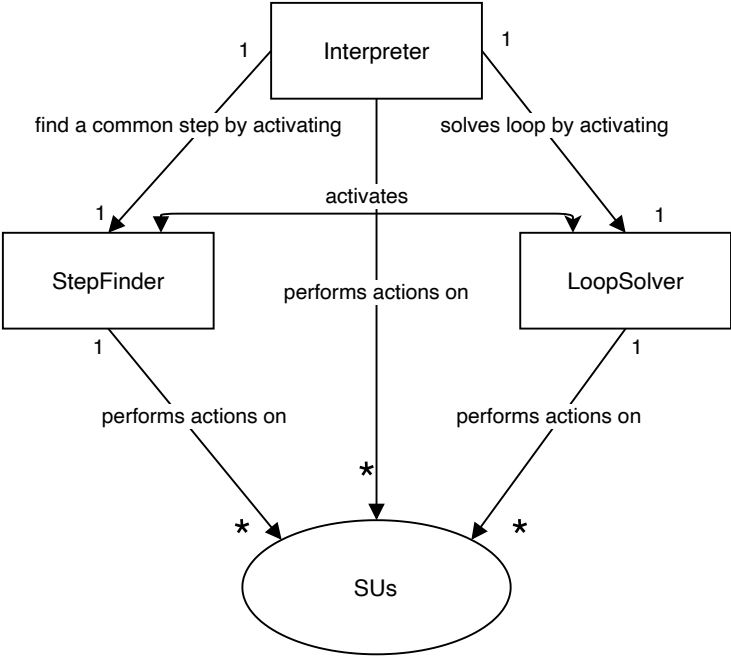 1
Interpreter
1
find a common step by activating
solves loop by activating
activates
1
1
StepFinder
LoopSolver
performs actions on
1
1
performs actions on
performs actions on
*
*
*
SUs